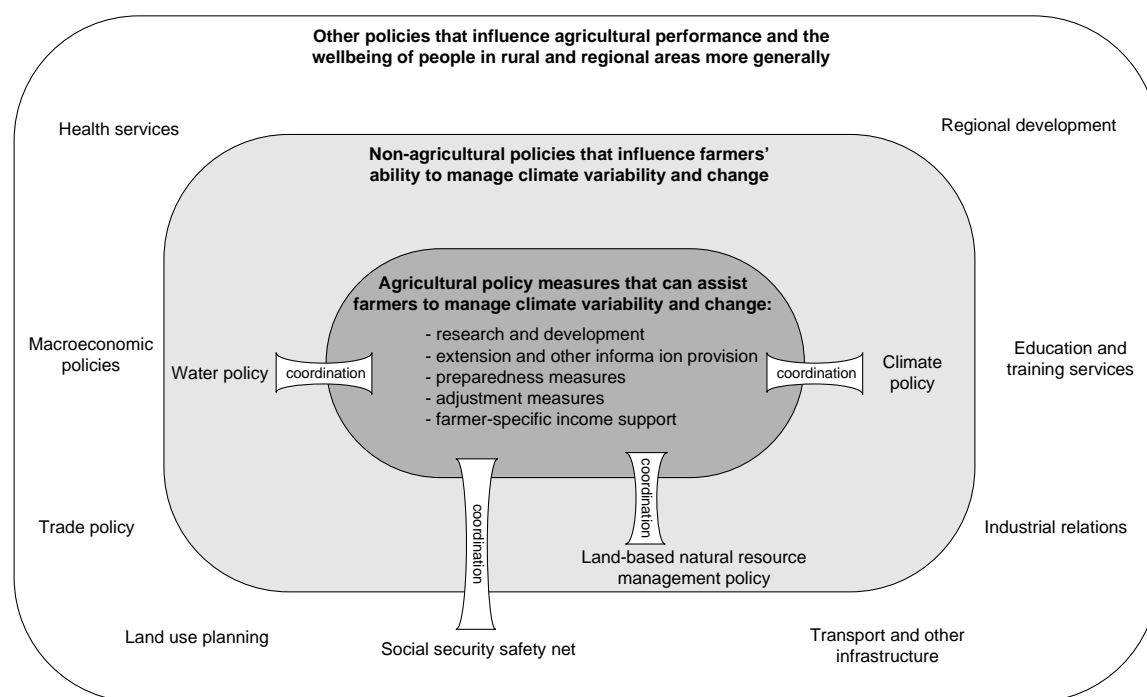 Other policies that influence agricultural performance and the
wellbeing of people in rural and regional areas more generally
Health services
Regional development
Non-agricultural policies that influence farmers'
ability to manage climate variability and change
Agricultural policy measures that can assist
farmers to manage climate variability and change:
- research and development
- extension and other informa ion provision
- preparedness measures
- adjustment measures
- farmer-specific income support
Macroeconomic
policies
Water policy
coordination
coordination
Climate
policy
Education and
training services
coordination
coordination
Trade policy
Industrial relations
Land-based natural resource
management policy
Land use planning
Social security safety net
Transport and other
infrastructure